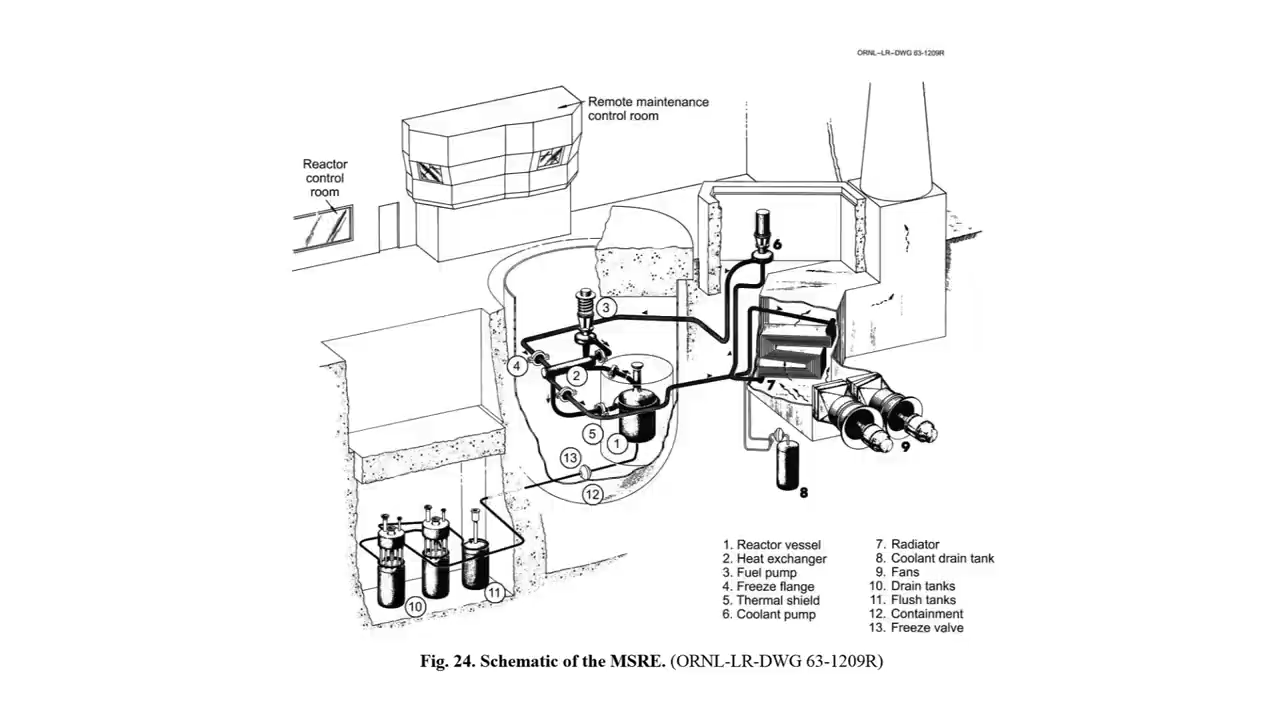 ORNL-LR-DWG 63-1209R
Remote maintenance
control room
Reactor
control
room
6
3
4
2
7
5
1
13
9
12
8
10
11
1. Reactor vessel
2. Heat exchanger
3. Fuel pump
4. Freeze flange
5. Thermal shield
6. Coolant pump
7. Radiator
8. Coolant drain tank
9. Fans
10. Drain tanks
11. Flush tanks
12. Containment
13. Freeze valve
Fig. 24. Schematic of the MSRE. (ORNL-LR-DWG 63-1209R)